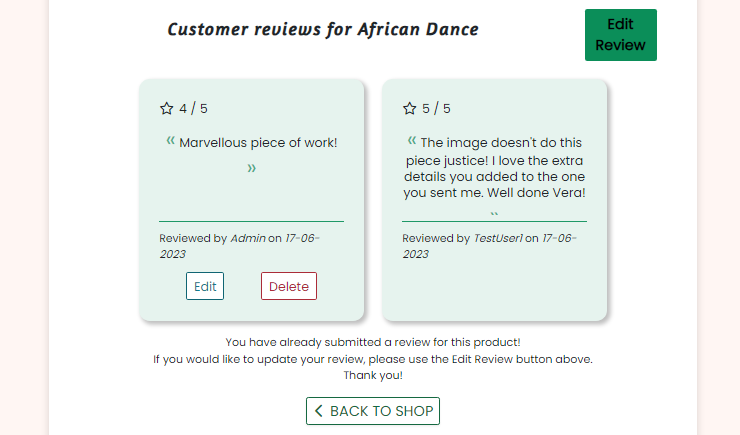 Customer reviews for African Dance
Edit
Review
4 / 5
« Marvellous piece of work!
»
Reviewed by Admin on 17-06-
2023
Edit
Delete
5 / 5
« The image doesn't do this
piece justice! I love the extra
details you added to the one
you sent me. Well done Vera!
Reviewed by TestUser1 on 17-06-
2023
You have already submitted a review for this product!
If you would like to update your review, please use the Edit Review button above.
Thank you!
BACK TO SHOP